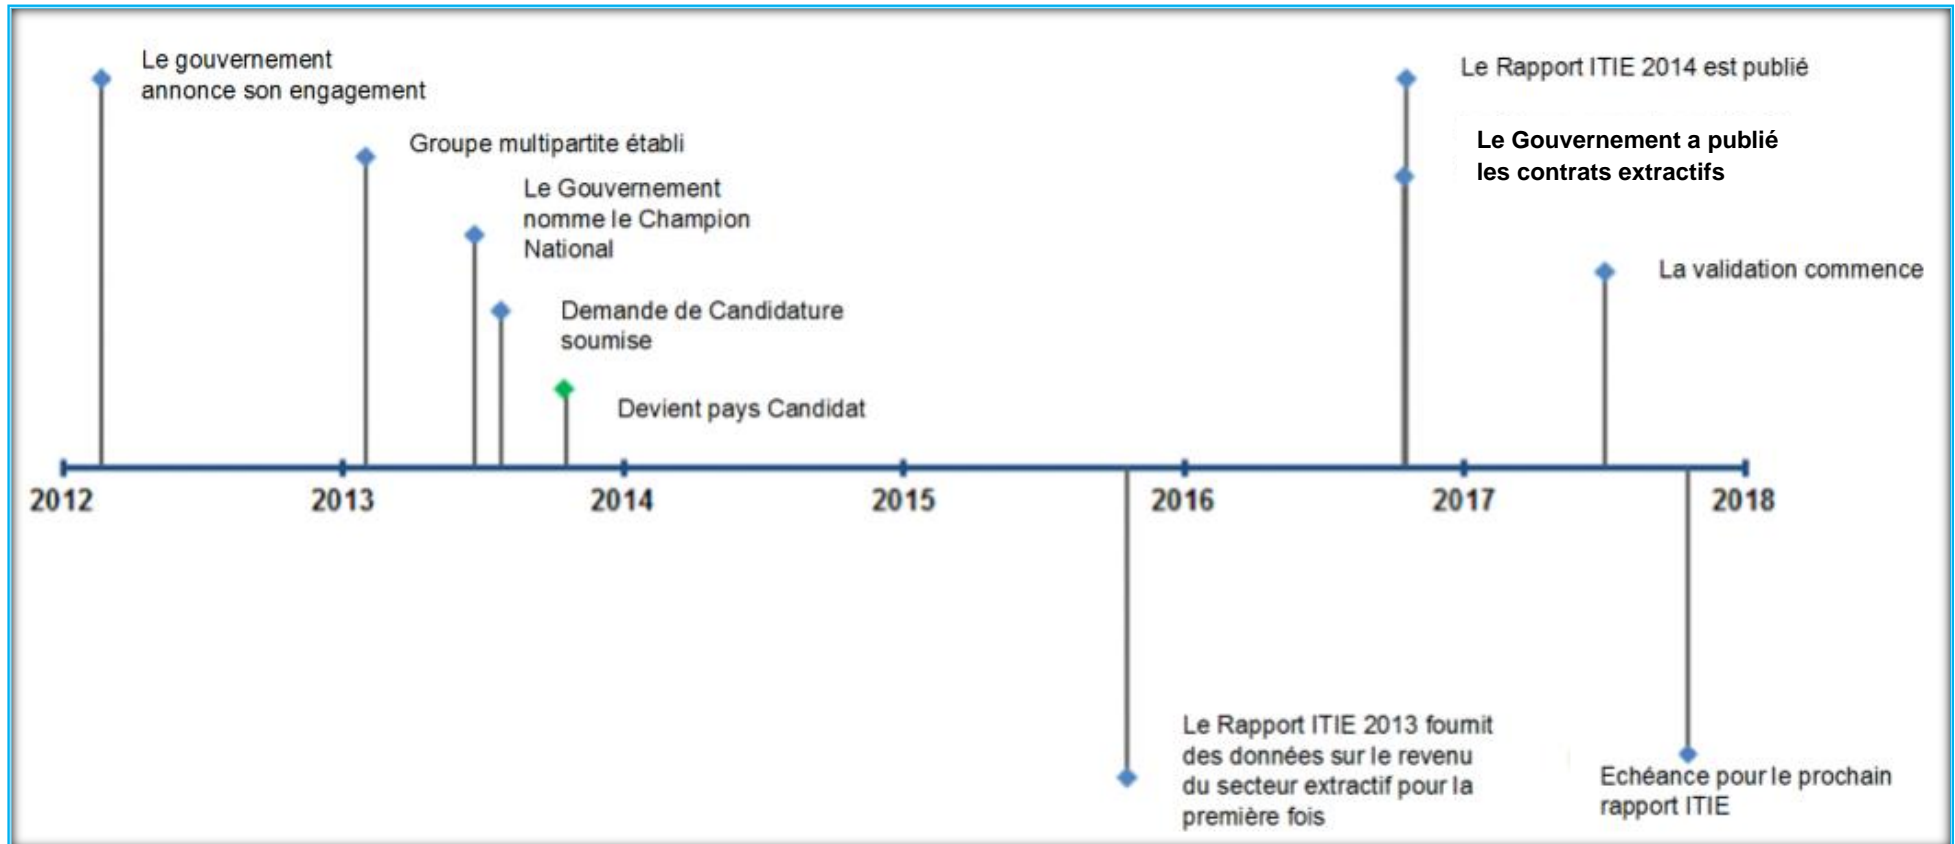 Le gouvernement
annonce son engagement
Groupe multipartite établi
Le Gouvernement
nomme le Champion
National
Demande de Candidature
soumise
Devient pays Candidat
Le Rapport ITIE 2014 est publié
Le Gouvernement a publié
les contrats extractifs
La validation commence
2012 2013 2014 2015 2016 2017 2018
Le Rapport ITIE 2013 fournit
des données sur le revenu
du secteur extractif pour la
première fois
Echéance pour le prochain
rapport ITIE